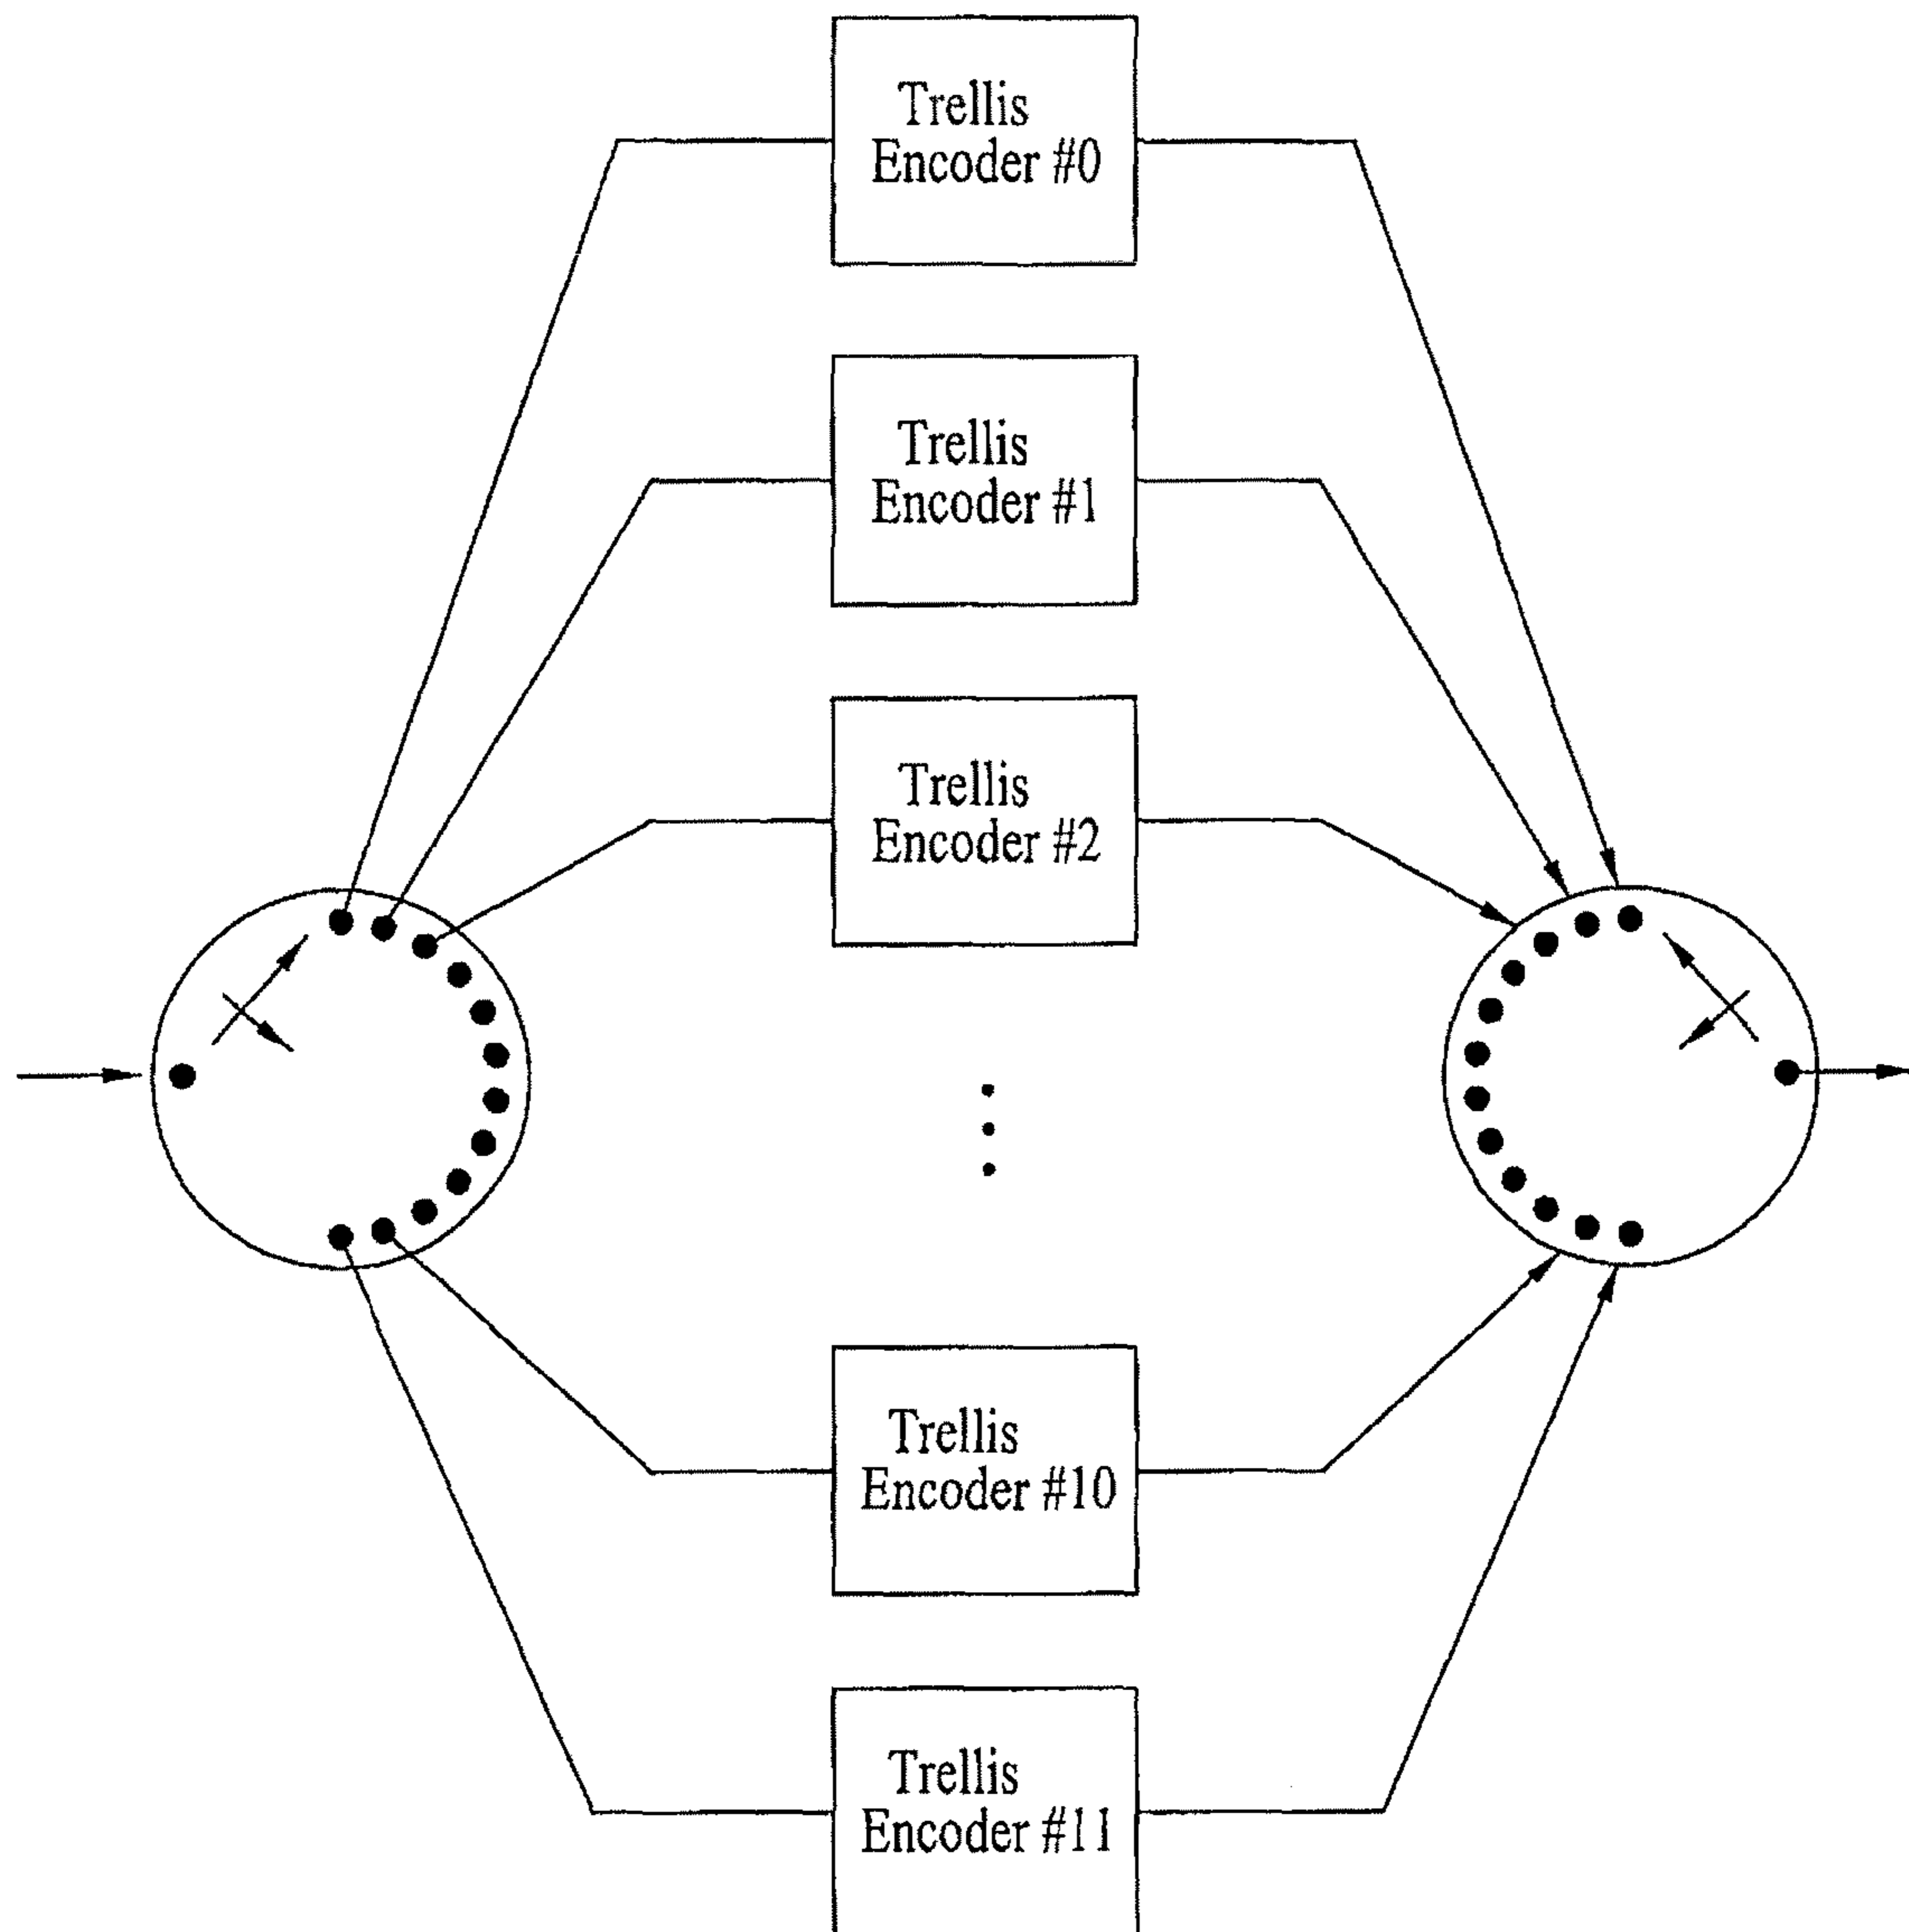 Trellis
Encoder #0
Trellis
Encoder #1
Trellis
Encoder #2
Trellis
Encoder #10
Trellis
Encoder #11